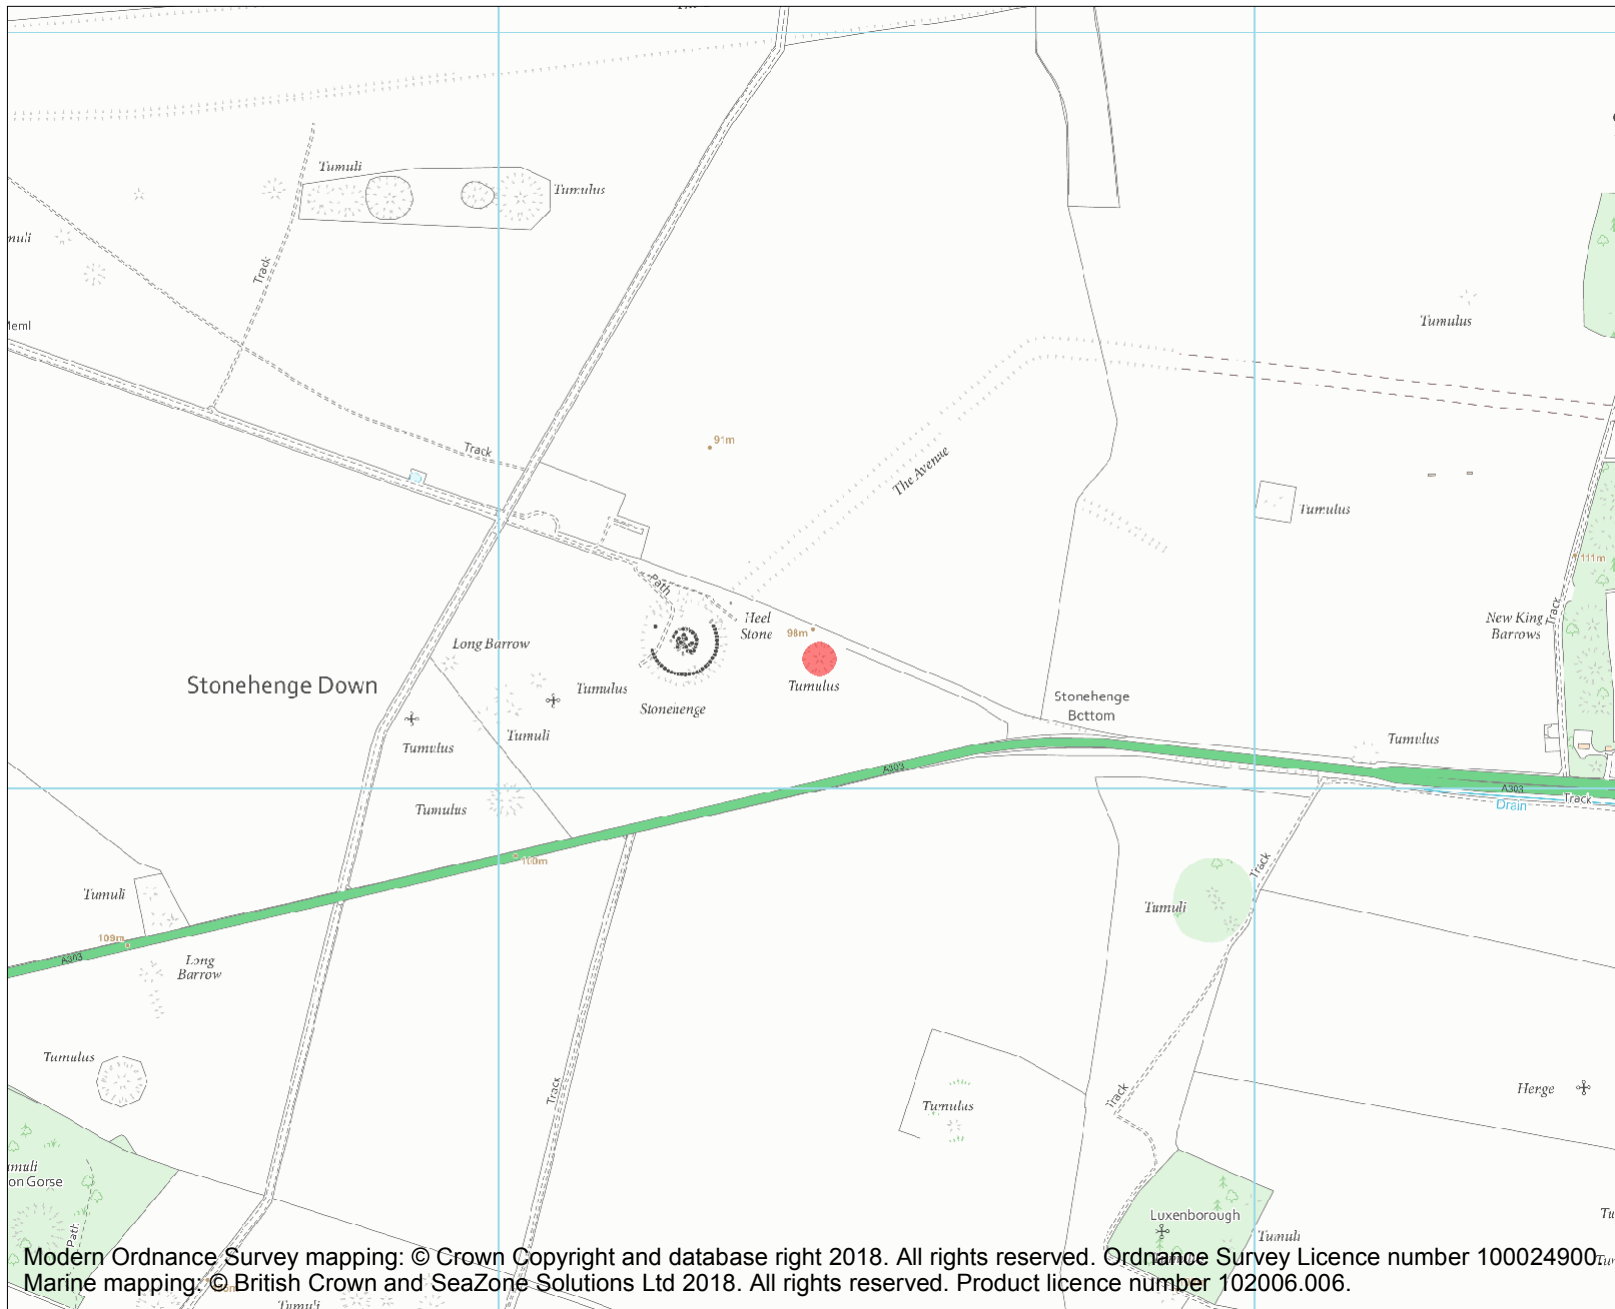 Tumuli
Tumulus
Track
Tumulus
Track
91m
The Avenue
Tumulus
111m
Path
Heel
Stone
98m
Track
New King
Barrows
Long Barrow
Stonehenge Down
Tumulus
Tumulus
Stonehenge
Stonehenge
Bottom
Tumuli
Tumulus
Tumulus
A303
A303
Track
Drain
Tumulus
100m
Track
Tumuli
Tumuli
109m
A303
Long
Barrow
Tumulus
Track
Track
Tumulus
Henge
on Gorse
Path
Luxenborough
Tumuli
Modern Ordnance Survey mapping: © Crown Copyright and database right 2018. All rights reserved. Ordnance Survey Licence number 100024900.
Marine mapping: © British Crown and SeaZone Solutions Ltd 2018. All rights reserved. Product licence number 102006.006.
Tumuli